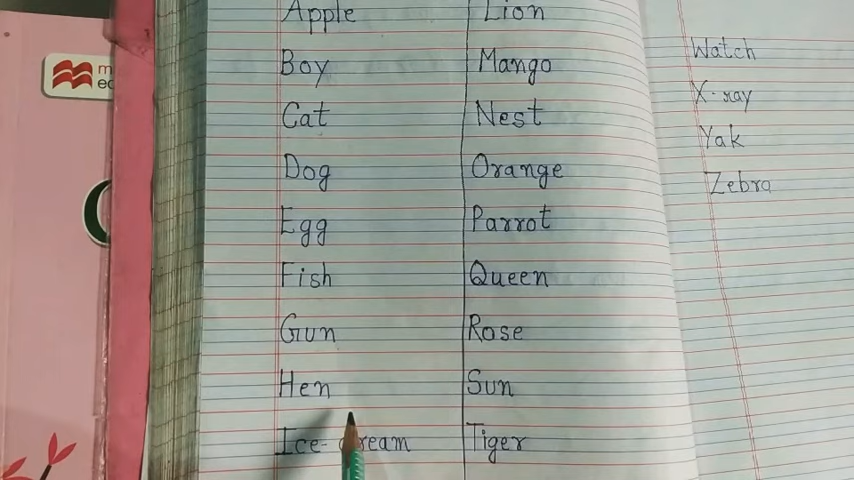 Apple
Boy
Cat
Dog
Egg
Fish
Gun
Hen
Ice-cream
Lion
Mango
Nest
Orange
Parrot
Queen
Rose
Sun
Tiger
Watch
X-ray
Yak
Zebra